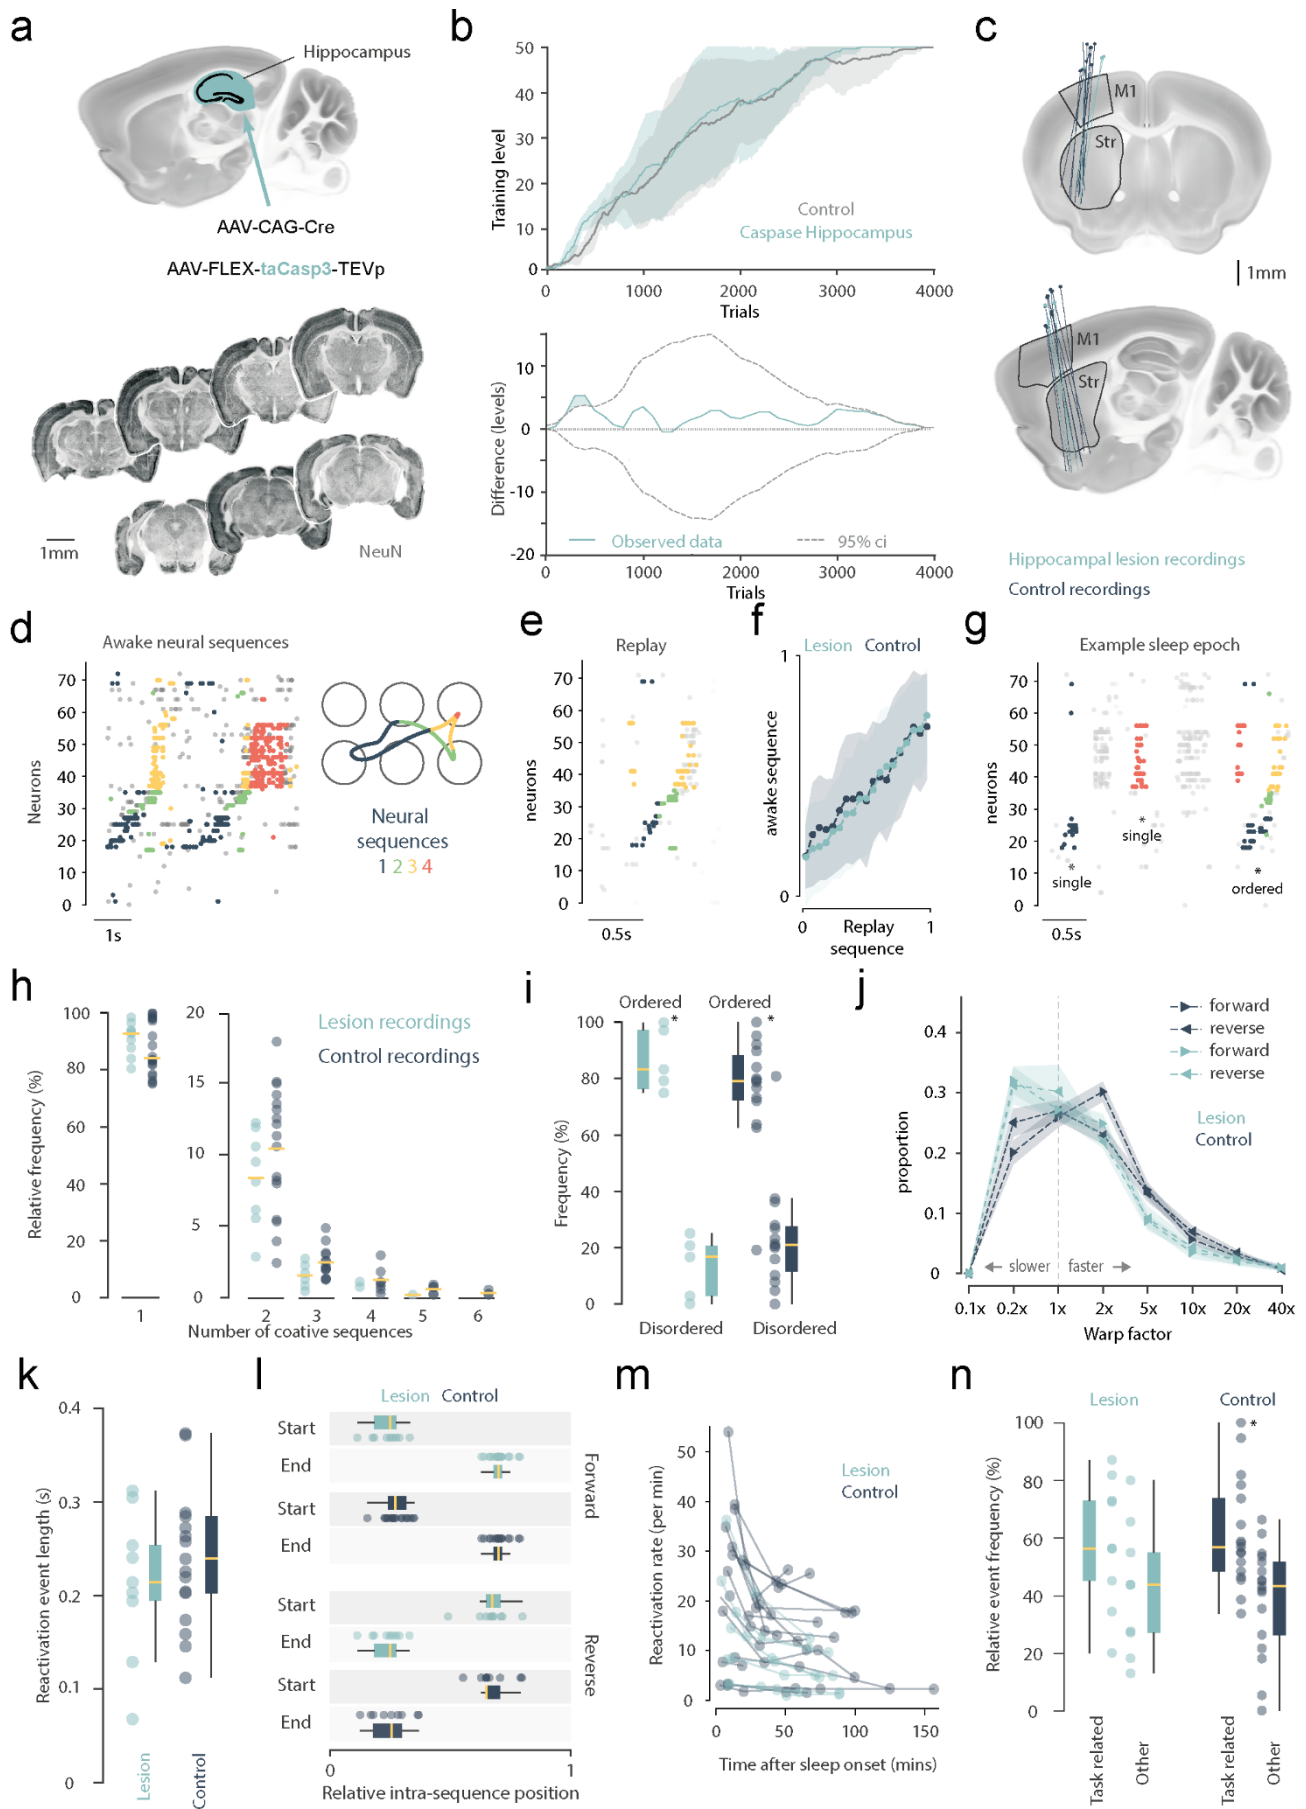 a
Hippocampus
AAV-CAG-Cre
AAV-FLEX-taCasp3-TEVp
1mm
NeuN
b
Training level
50
40
30
20
10
0
Control
Caspase Hippocampus
0 1000 2000 3000 4000
Trials
Difference (levels)
10
0
-10
-20
Observed data
95% ci
0 1000 2000 3000 4000
Trials
c
M1
Str
1mm
M1
Str
Hippocampal lesion recordings
Control recordings
d
Awake neural sequences
Neurons
70
60
50
40
30
20
10
0
1s
Neural
sequences
1 2 3 4
e
Replay
neurons
70
60
50
40
30
20
10
0
0.5s
f
Lesion Control
awake sequence
1
0
0 1
Replay
sequence
g
Example sleep epoch
neurons
70
60
50
40
30
20
10
0
*
single
*
single
*
ordered
0.5s
h
Relative frequency (%)
100
80
60
40
20
0
20
15
10
5
0
Lesion recordings
Control recordings
1 2 3 4 5 6
Number of coative sequences
i
Ordered Ordered
* *
Frequency (%)
100
80
60
40
20
0
Disordered Disordered
j
proportion
0.4
0.3
0.2
0.1
0
forward
reverse
forward
reverse
Lesion
Control
slower faster
0.1x 0.2x 1x 2x 5x 10x 20x 40x
Warp factor
k
Reactivation event length (s)
0.4
0.3
0.2
0.1
0
Lesion
Control
l
Lesion Control
Start
End
Start
End
Forward
Start
End
Start
End
Reverse
0 1
Relative intra-sequence position
m
Reactivation rate (per min)
50
40
30
20
10
0
Lesion
Control
0 50 100 150
Time after sleep onset (mins)
n
Lesion Control
*
Relative event frequency (%)
100
80
60
40
20
0
Task related
Other
Task related
Other